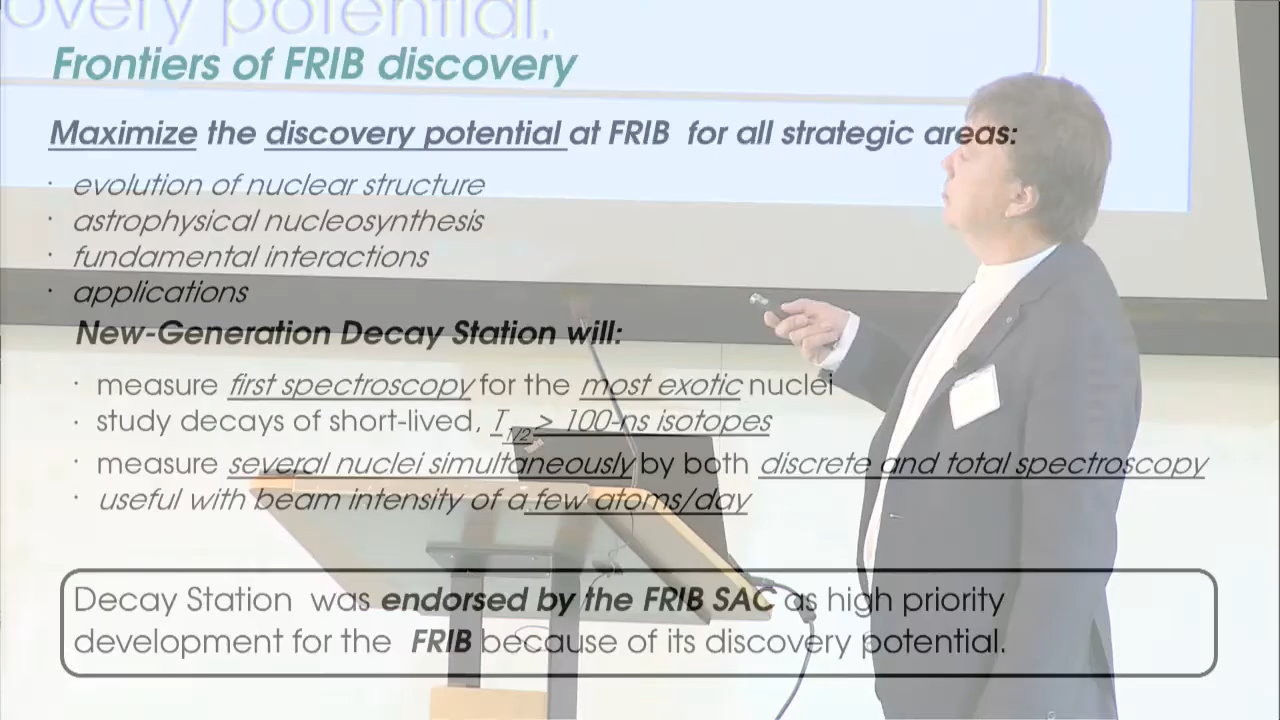 overy potential.
Frontiers of FRIB discovery
Maximize the discovery potential at FRIB for all strategic areas:
· evolution of nuclear structure
· astrophysical nucleosynthesis
· fundamental interactions
· applications
New-Generation Decay Station will:
· measure first spectroscopy for the most exotic nuclei
· study decays of short-lived, T1/2 > 100-ns isotopes
· measure several nuclei simultaneously by both discrete and total spectroscopy
· useful with beam intensity of a few atoms/day
Decay Station was endorsed by the FRIB SAC as high priority
development for the FRIB because of its discovery potential.